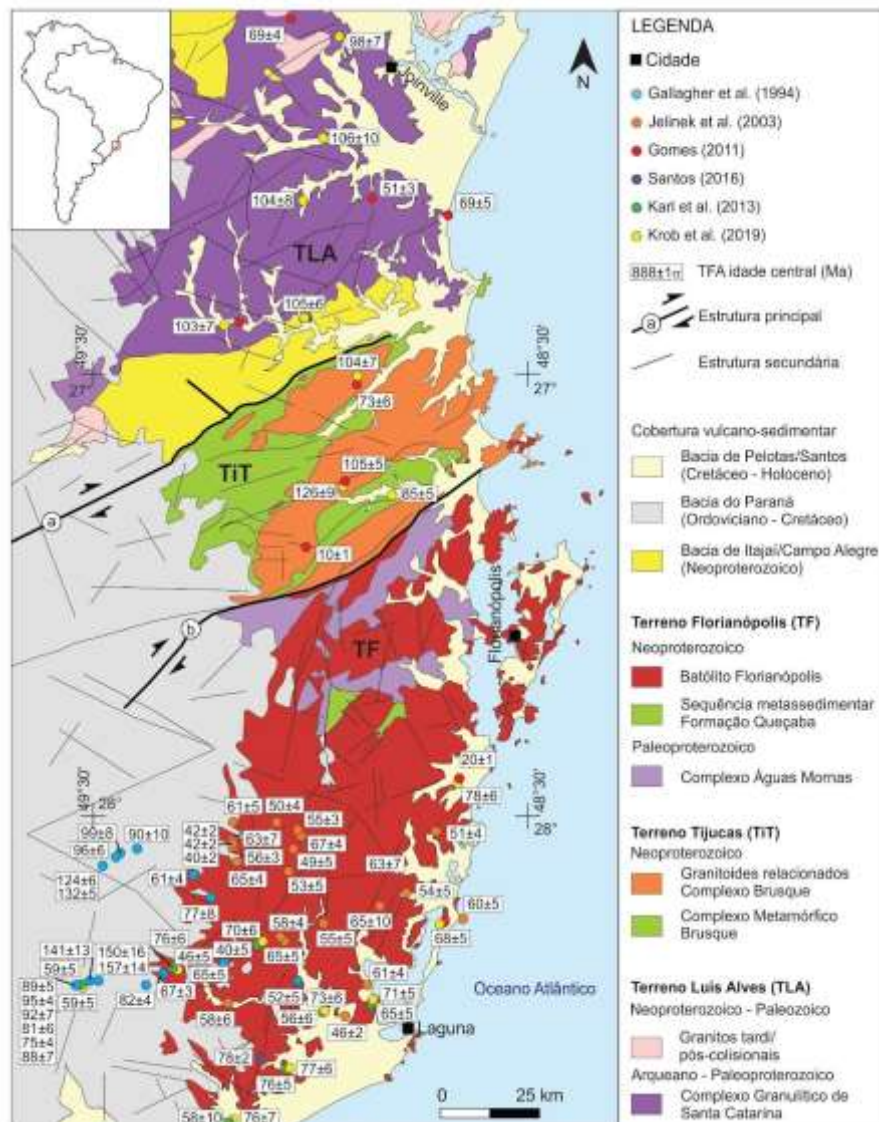 69±4
98±7
Joinville
N
106±10
104±8
51±3
69±5
TLA
105±6
103±7
49°30'
27°
48°30'
27°
104±7
73±6
TiT
105±5
126±9
85±5
a
10±1
b
Florianópolis
TF
20±1
78±6
49°30'
28°
48°30'
28°
61±5
50±4
55±3
99±8
90±10
42±2
63±7
67±4
51±4
96±6
42±2
56±3
49±5
40±2
63±7
124±6
132±5
61±4
65±4
53±5
54±5
60±5
77±8
58±4
65±10
70±6
55±5
68±5
76±6
141±13
150±16
46±5
40±5
65±5
59±5
157±14
65±5
61±4
89±5
95±4
92±7
81±6
75±4
88±7
59±5
82±4
67±3
52±5
73±6
71±5
Oceano Atlântico
58±6
56±6
65±5
46±2
Laguna
78±2
77±6
76±5
58±10
76±7
0 25 km
LEGENDA
Cidade
Gallagher et al. (1994)
Jelinek et al. (2003)
Gomes (2011)
Santos (2016)
Karl et al. (2013)
Krob et al. (2019)
888±1σ TFA idade central (Ma)
a Estrutura principal
Estrutura secundária
Cobertura vulcano-sedimentar
Bacia de Pelotas/Santos
(Cretáceo - Holoceno)
Bacia do Paraná
(Ordoviciano - Cretáceo)
Bacia de Itajaí/Campo Alegre
(Neoproterozoico)
Terreno Florianópolis (TF)
Neoproterozoico
Batólito Florianópolis
Sequência metassedimentar
Formação Queçaba
Paleoproterozoico
Complexo Águas Mornas
Terreno Tijucas (TiT)
Neoproterozoico
Granitoides relacionados
Complexo Brusque
Complexo Metamórfico
Brusque
Terreno Luis Alves (TLA)
Neoproterozoico - Paleozoico
Granitos tardi/
pós-colisionais
Arqueano - Paleoproterozoico
Complexo Granulítico de
Santa Catarina